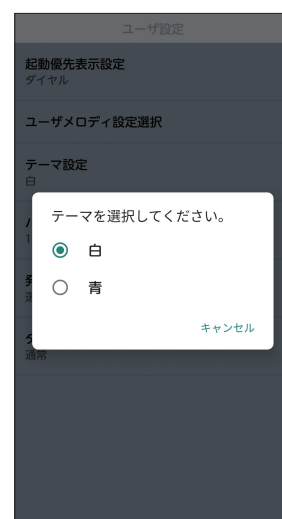 ユーザ設定
起動優先表示設定
ダイヤル
ユーザメロディ設定選択
テーマ設定
白
テーマを選択してください。
白
青
キャンセル
通常